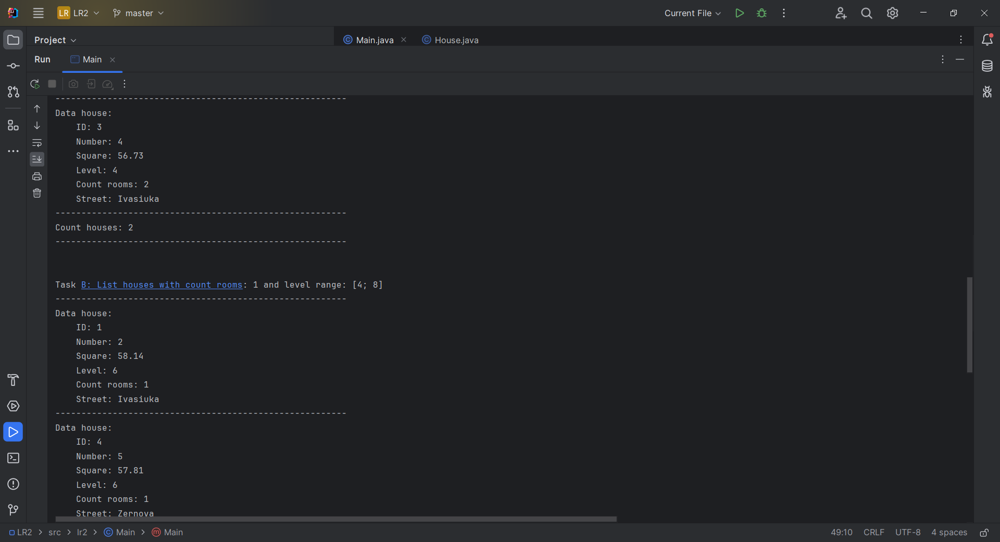 LR LR2 master Current File
Project Main.java House.java
Run Main
-------------------------------------------------------- 
Data house:
    ID: 3
    Number: 4
    Square: 56.73
    Level: 4
    Count rooms: 2
    Street: Ivasiuka
--------------------------------------------------------
Count houses: 2
--------------------------------------------------------
Task B: List houses with count rooms: 1 and level range: [4; 8]
--------------------------------------------------------
Data house:
    ID: 1
    Number: 2
    Square: 58.14
    Level: 6
    Count rooms: 1
    Street: Ivasiuka
--------------------------------------------------------
Data house:
    ID: 4
    Number: 5
    Square: 57.81
    Level: 6
    Count rooms: 1
    Street: Zernova
LR2 > src > lr2 > Main > Main 49:10 CRLF UTF-8 4 spaces